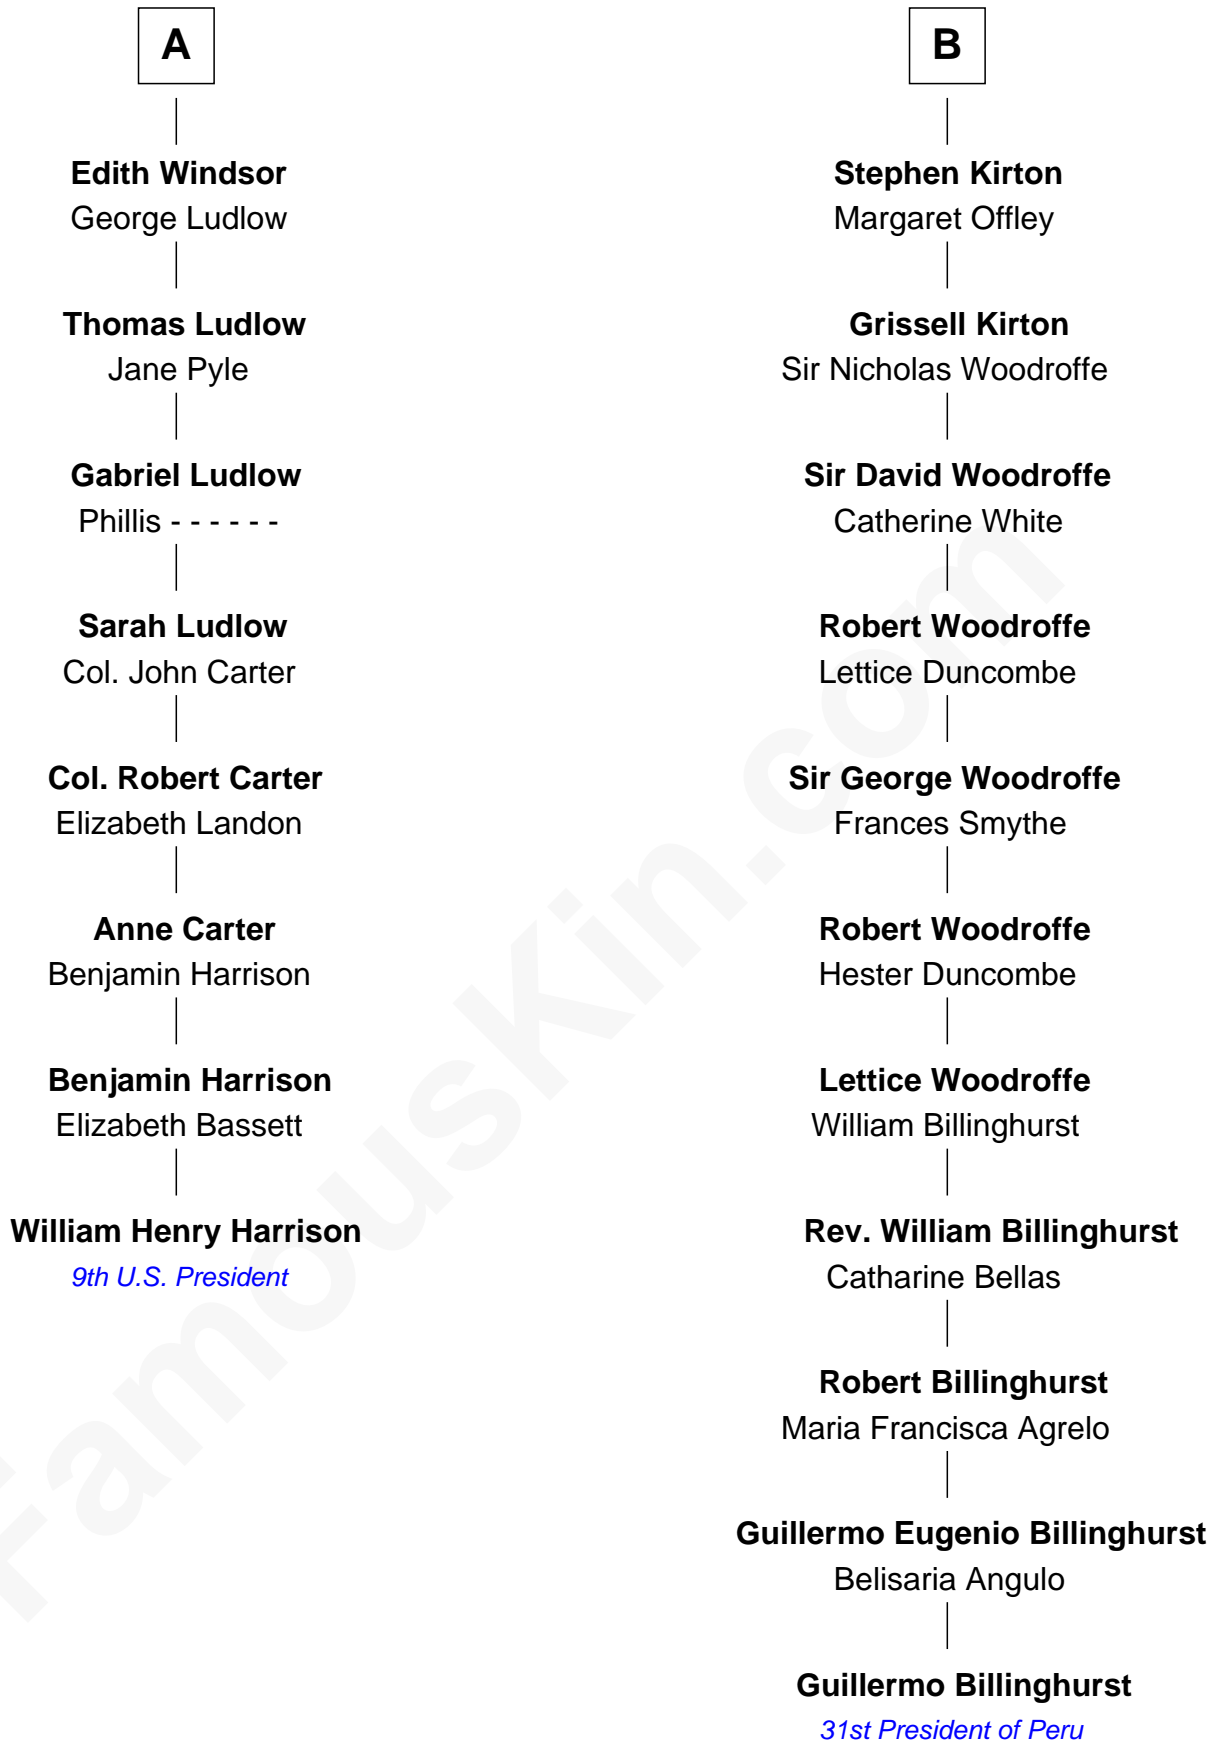 A
Edith Windsor
George Ludlow
Thomas Ludlow
Jane Pyle
Gabriel Ludlow
Phillis - - - - - -
Sarah Ludlow
Col. John Carter
Col. Robert Carter
Elizabeth Landon
Anne Carter
Benjamin Harrison
Benjamin Harrison
Elizabeth Bassett
William Henry Harrison
9th U.S. President
B
Stephen Kirton
Margaret Offley
Grissell Kirton
Sir Nicholas Woodroffe
Sir David Woodroffe
Catherine White
Robert Woodroffe
Lettice Duncombe
Sir George Woodroffe
Frances Smythe
Robert Woodroffe
Hester Duncombe
Lettice Woodroffe
William Billinghurst
Rev. William Billinghurst
Catharine Bellas
Robert Billinghurst
Maria Francisca Agrelo
Guillermo Eugenio Billinghurst
Belisaria Angulo
Guillermo Billinghurst
31st President of Peru
FamousKin.com